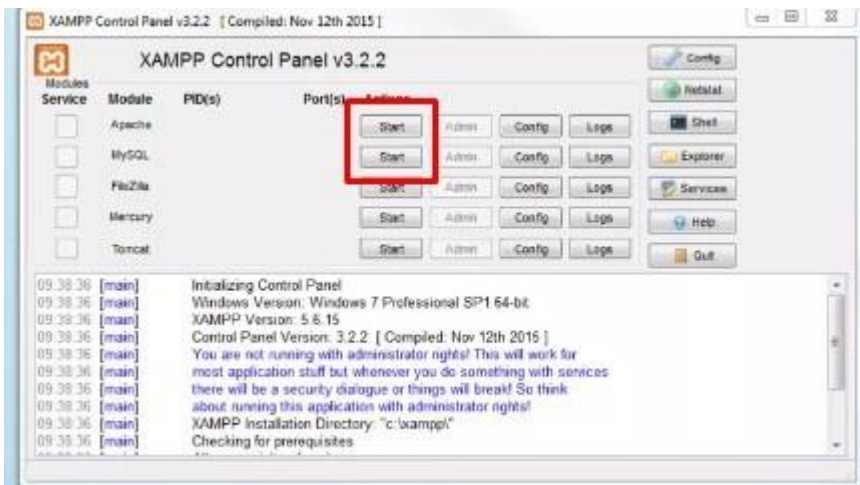 XAMPP Control Panel v3.2.2 [ Compiled: Nov 12th 2015 ]
XAMPP Control Panel v3.2.2
Config
Modules
Service Module PID(s) Port(s) Actions
Netstat
Apache Start Admin Config Logs
Shell
MySQL Start Admin Config Logs
Explorer
FileZilla Start Admin Config Logs
Services
Mercury Start Admin Config Logs
Help
Tomcat Start Admin Config Logs
Quit
09:38:36 [main] Initializing Control Panel
09:38:36 [main] Windows Version: Windows 7 Professional SP1 64-bit
09:38:36 [main] XAMPP Version: 5.6.15
09:38:36 [main] Control Panel Version: 3.2.2 [ Compiled: Nov 12th 2015 ]
09:38:36 [main] You are not running with administrator rights! This will work for
09:38:36 [main] most application stuff but whenever you do something with services
09:38:36 [main] there will be a security dialogue or things will break! So think
09:38:36 [main] about running this application with administrator rights!
09:38:36 [main] XAMPP Installation Directory: "c:\xampp\"
09:38:36 [main] Checking for prerequisites